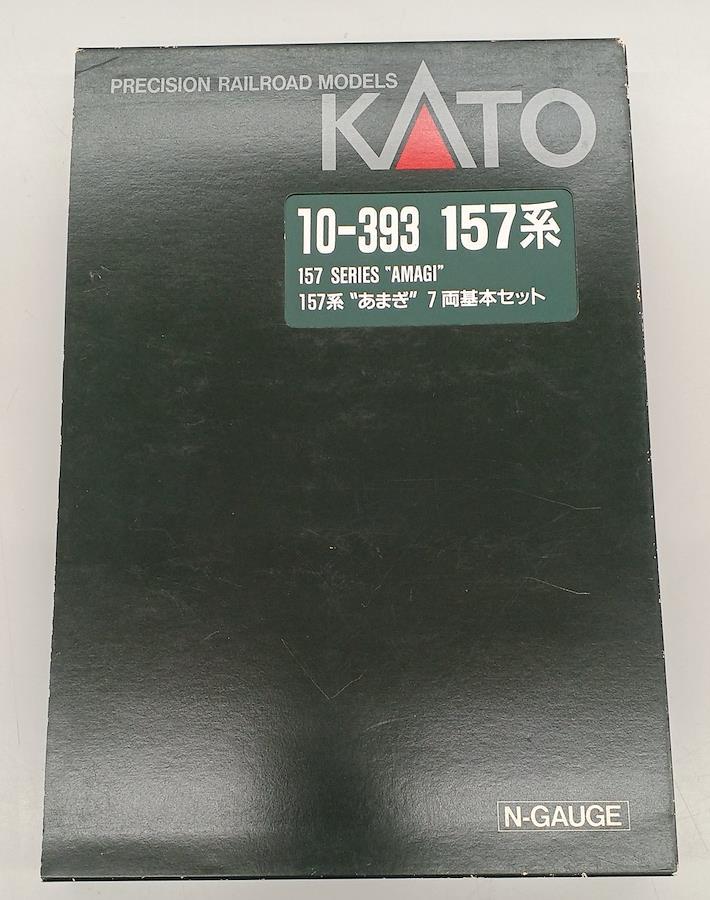 PRECISION RAILROAD MODELS
KATO
10-393 157系
157 SERIES "AMAGI"
157系 "あまぎ" 7両基本セット
N-GAUGE